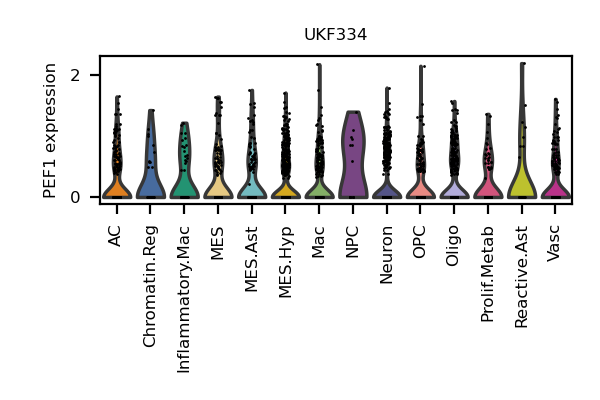 UKF334
PEF1 expression
2
0
AC
Chromatin.Reg
Inflammatory.Mac
MES
MES.Ast
MES.Hyp
Mac
NPC
Neuron
OPC
Oligo
Prolif.Metab
Reactive.Ast
Vasc